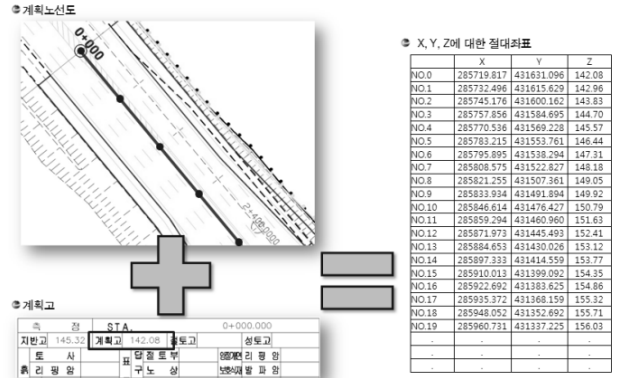 계획노선도
0+000
계획고
측 점 STA. 0+000.000
지반고 145.32 계획고 142.08 절토고 성토고
토 사 표 답 절 토 부 리 핑 암
흙 리 핑 암 구 노 상 발 파 암
X, Y, Z에 대한 절대좌표
X Y Z
NO.0 285719.817 431631.096 142.08
NO.1 285732.496 431615.629 142.96
NO.2 285745.176 431600.162 143.83
NO.3 285757.856 431584.695 144.70
NO.4 285770.536 431569.228 145.57
NO.5 285783.215 431553.761 146.44
NO.6 285795.895 431538.294 147.31
NO.7 285808.575 431522.827 148.18
NO.8 285821.255 431507.361 149.05
NO.9 285833.934 431491.894 149.92
NO.10 285846.614 431476.427 150.79
NO.11 285859.294 431460.960 151.63
NO.12 285871.973 431445.493 152.41
NO.13 285884.653 431430.026 153.12
NO.14 285897.333 431414.559 153.77
NO.15 285910.013 431399.092 154.35
NO.16 285922.692 431383.625 154.86
NO.17 285935.372 431368.159 155.32
NO.18 285948.052 431352.692 155.71
NO.19 285960.731 431337.225 156.03
. . . .
. . . .
. . . .